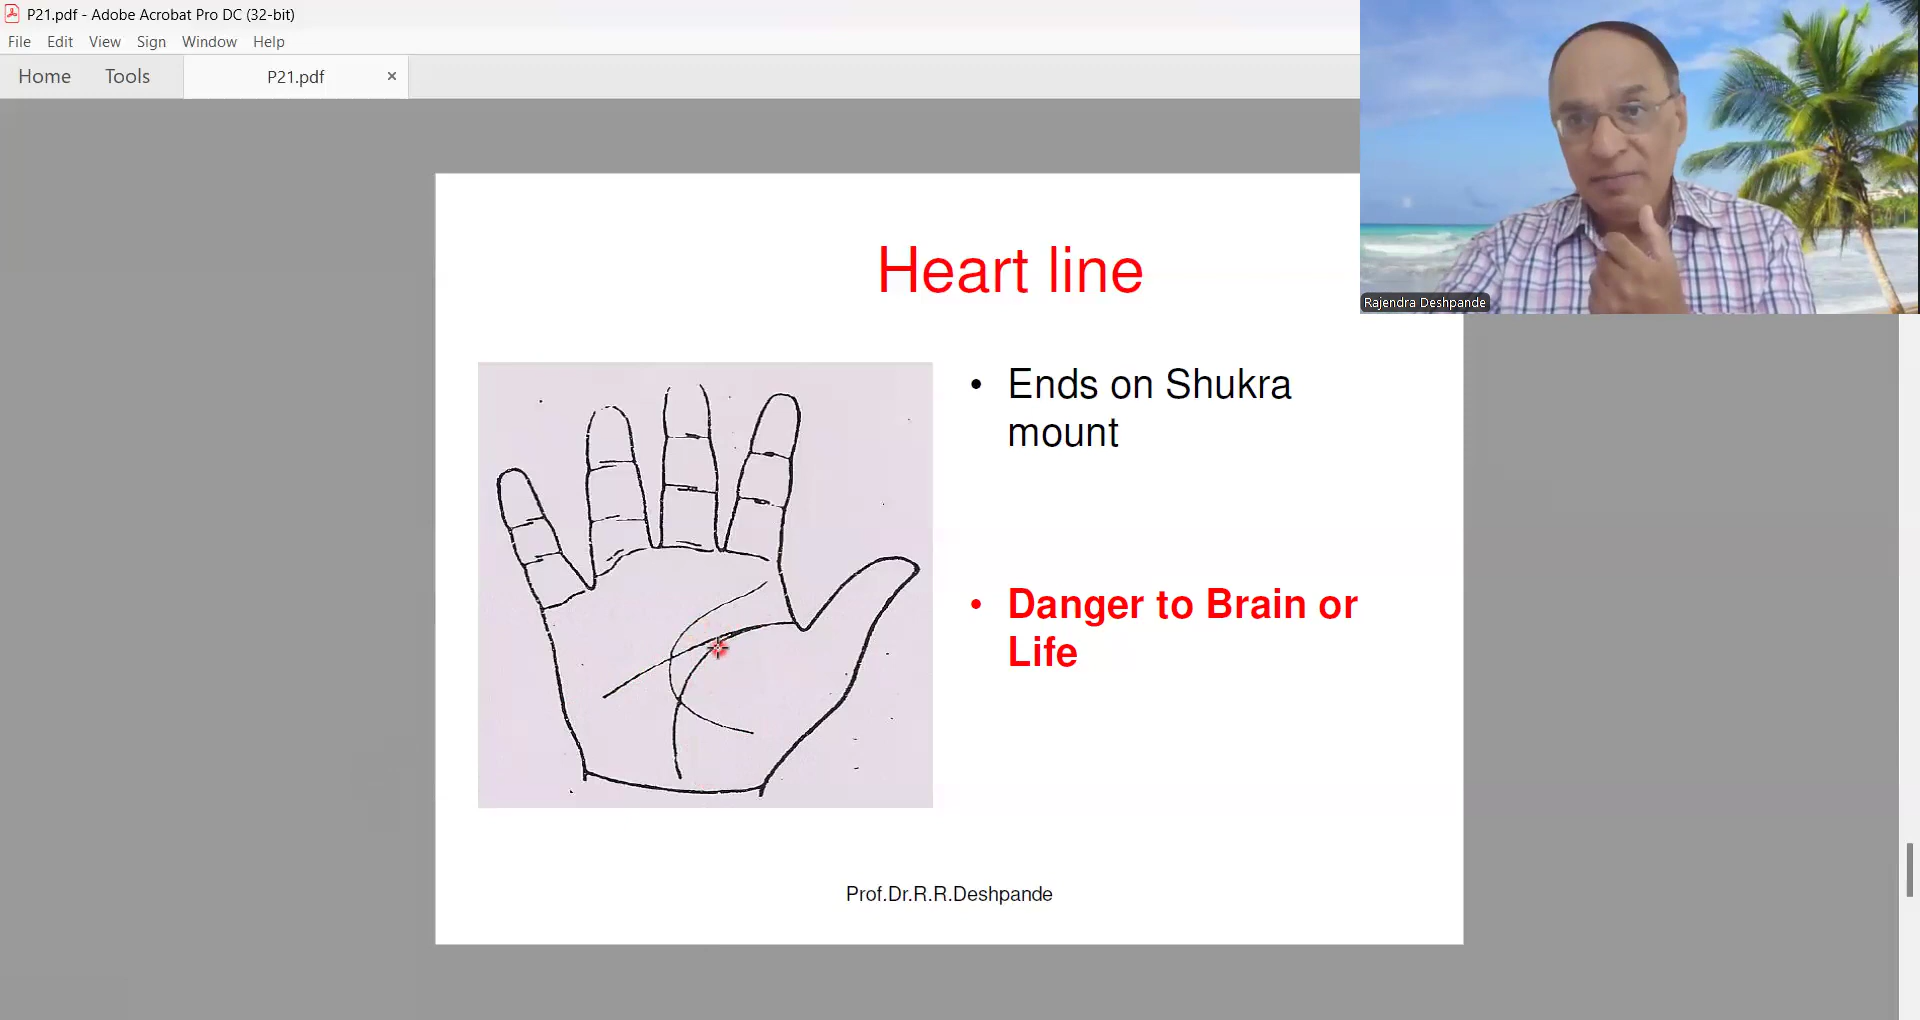 P21.pdf - Adobe Acrobat Pro DC (32-bit)
File Edit View Sign Window Help
Home Tools P21.pdf ×
Rajendra Deshpande
Heart line
• Ends on Shukra
mount
• Danger to Brain or
Life
Prof.Dr.R.R.Deshpande